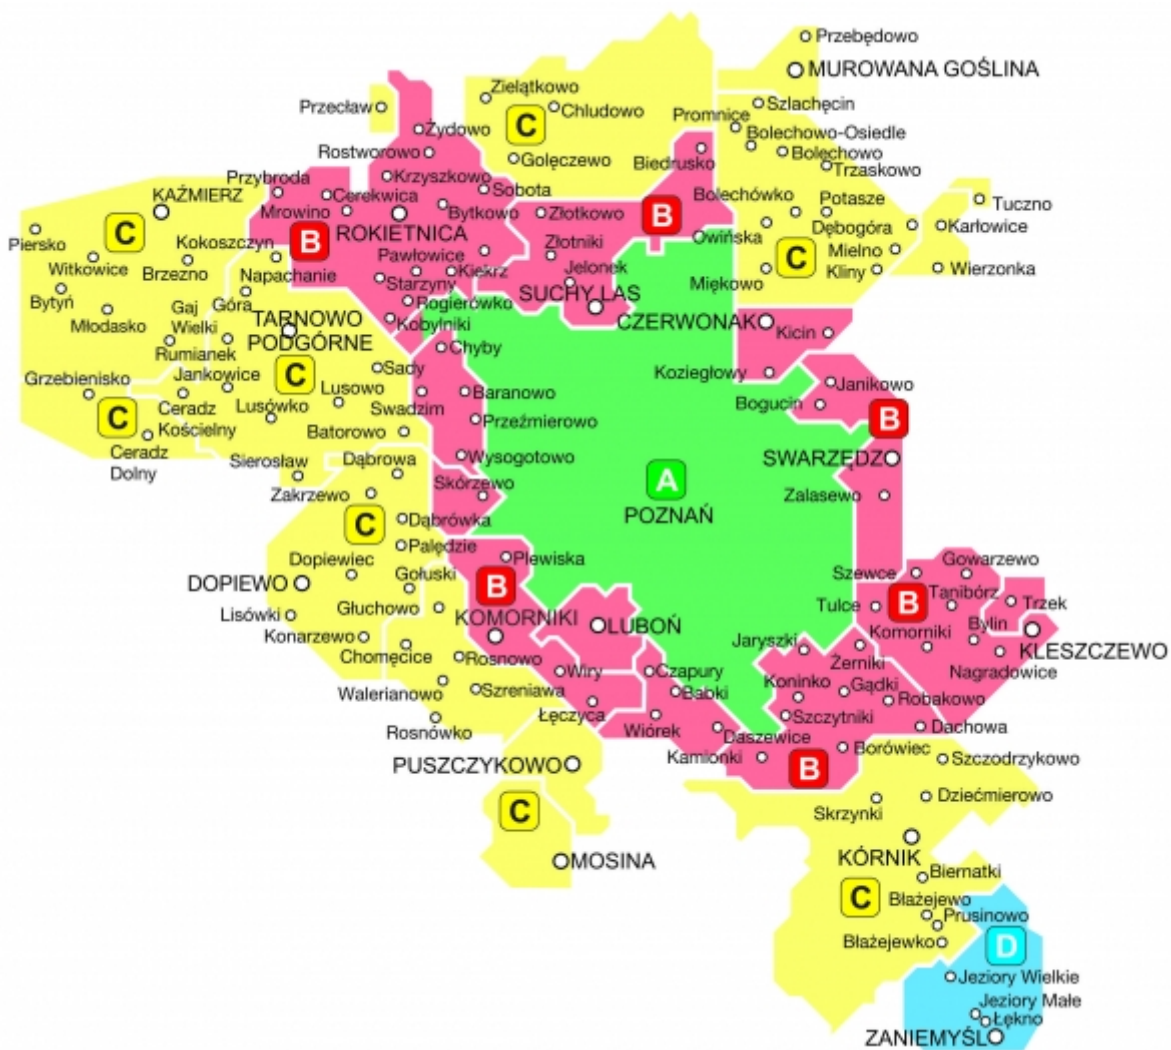 Przebędowo
MUROWANA GOŚLINA
Zielątkowo
Przecław
Chludowo
Szlachęcin
C
Promnice
Żydowo
Bolechowo-Osiedle
Rostworowo
Golęczewo
Biedrusko
Bolechowo
Trzaskowo
Przybroda
Krzyszkowo
KAŹMIERZ
Cerekwica
Sobota
Bolechówko
Potasze
Tuczno
Mrowino
Bytkowo
Złotkowo
B
Piersko
C
Kokoszczyn
B
ROKIETNICA
Złotniki
Owińska
Dębogóra
Karłowice
Witkowice
Brzezno
Napachanie
Pawłowice
Kiekrz
Jelonek
C
Mielno
Kliny
Wierzonka
Starzyny
Miękowo
Bytyń
Góra
Rogierówko
SUCHY LAS
Młodasko
Gaj
Wielki
TARNOWO
PODGÓRNE
Kobylniki
CZERWONAK
Kicin
Rumianek
Chyby
Grzebienisko
Jankowice
C
Sady
Koziegłowy
Janikowo
Lusowo
Baranowo
Bogucin
C
Ceradz
Kościelny
Lusówko
Swadzim
Przeźmierowo
B
Batorowo
Ceradz
Dolny
Sierosław
Dąbrowa
Wysogotowo
SWARZĘDZ
Zakrzewo
Skórzewo
A
Zalasewo
C
Dąbrówka
POZNAŃ
Palędzie
Dopiewiec
Plewiska
Gowarzewo
DOPIEWO
Gołuski
B
Szewce
Tanibórz
Lisówki
Głuchowo
KOMORNIKI
LUBOŃ
Tulce
B
Trzek
Konarzewo
Jaryszki
Komorniki
Bylin
KLESZCZEWO
Chomęcice
Rosnowo
Wiry
Czapury
Żerniki
Nagradowice
Walerianowo
Szreniawa
Babki
Koninko
Gądki
Robakowo
Rosnówko
Łęczyca
Wiórek
Szczytniki
Dachowa
Daszewice
PUSZCZYKOWO
Kamionki
B
Borówiec
Szczodrzykowo
C
Skrzynki
Dziećmierowo
MOSINA
KÓRNIK
Biernatki
C
Błażejewo
Prusinowo
Błażejewko
D
Jeziory Wielkie
Jeziory Małe
Łękno
ZANIEMYŚL